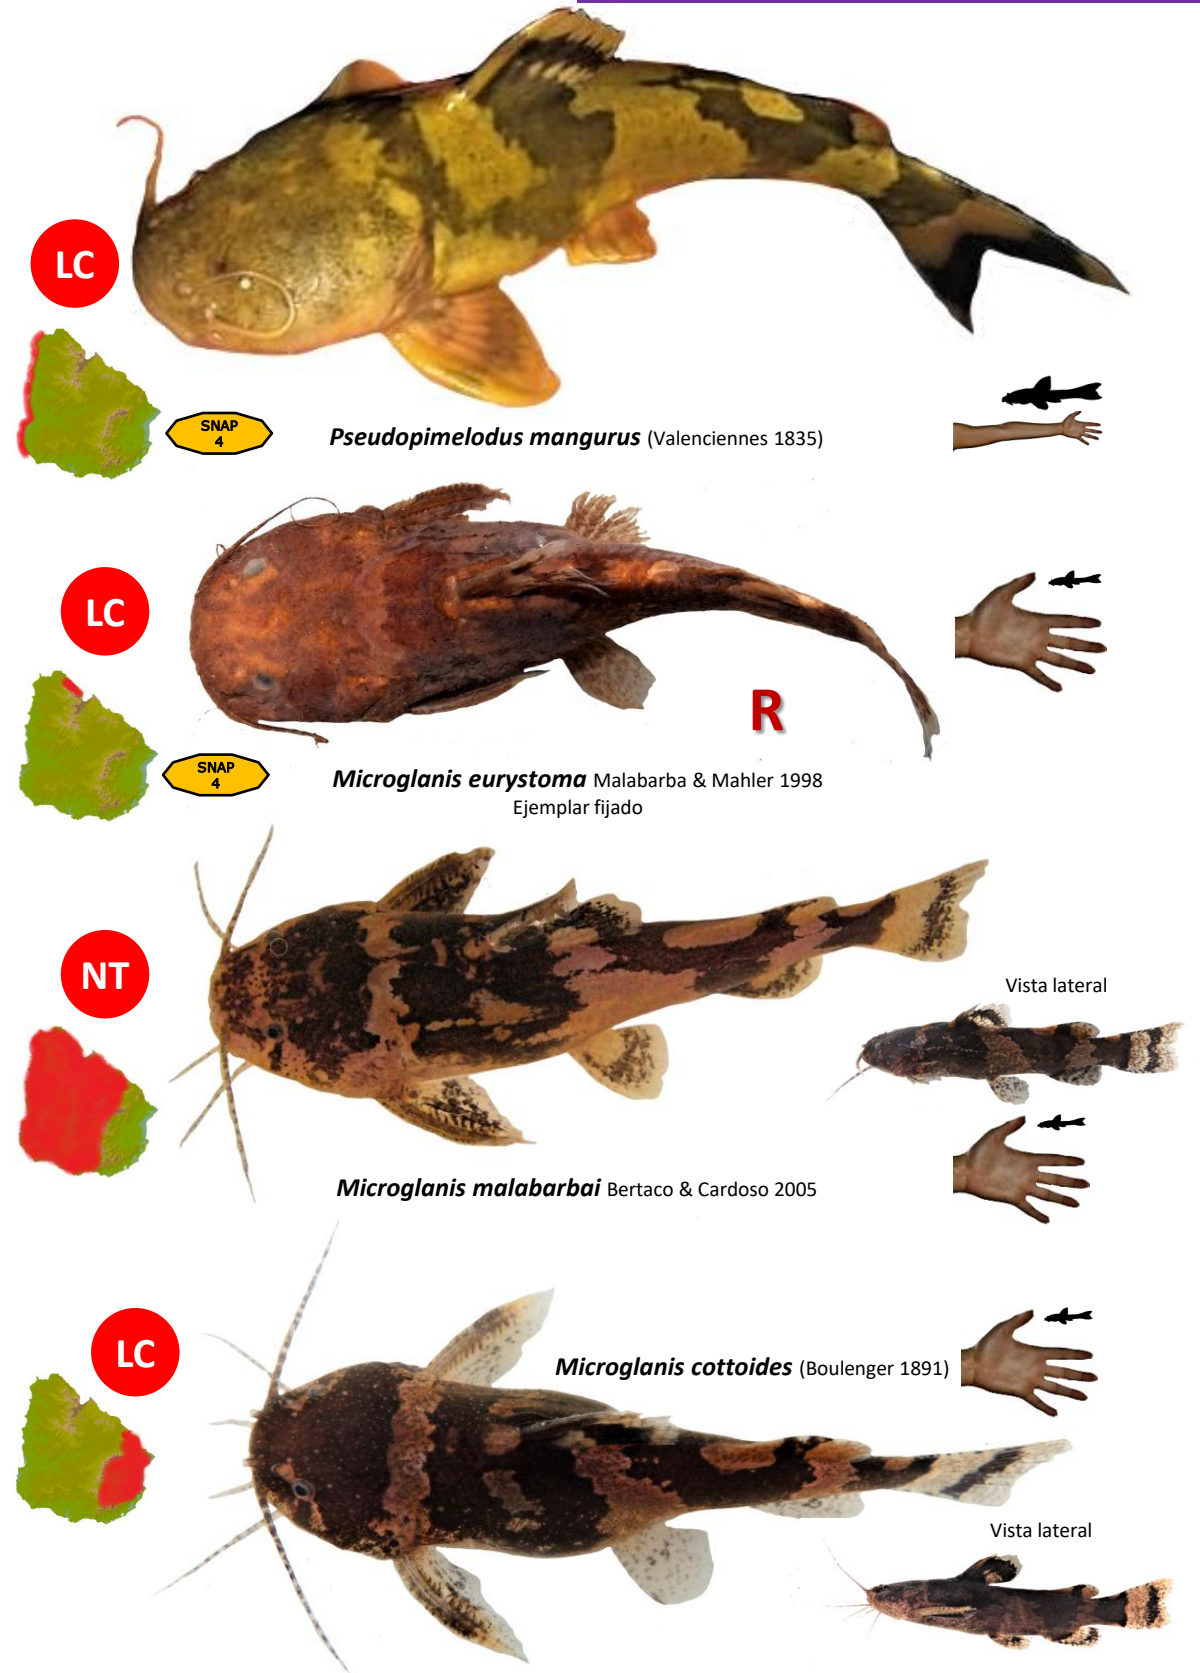 LC
SNAP
4
Pseudopimelodus mangurus (Valenciennes 1835)
LC
R
SNAP
4
Microglanis eurystoma Malabarba & Mahler 1998
Ejemplar fijado
NT
Vista lateral
Microglanis malabarbai Bertaco & Cardoso 2005
LC
Microglanis cottoides (Boulenger 1891)
Vista lateral